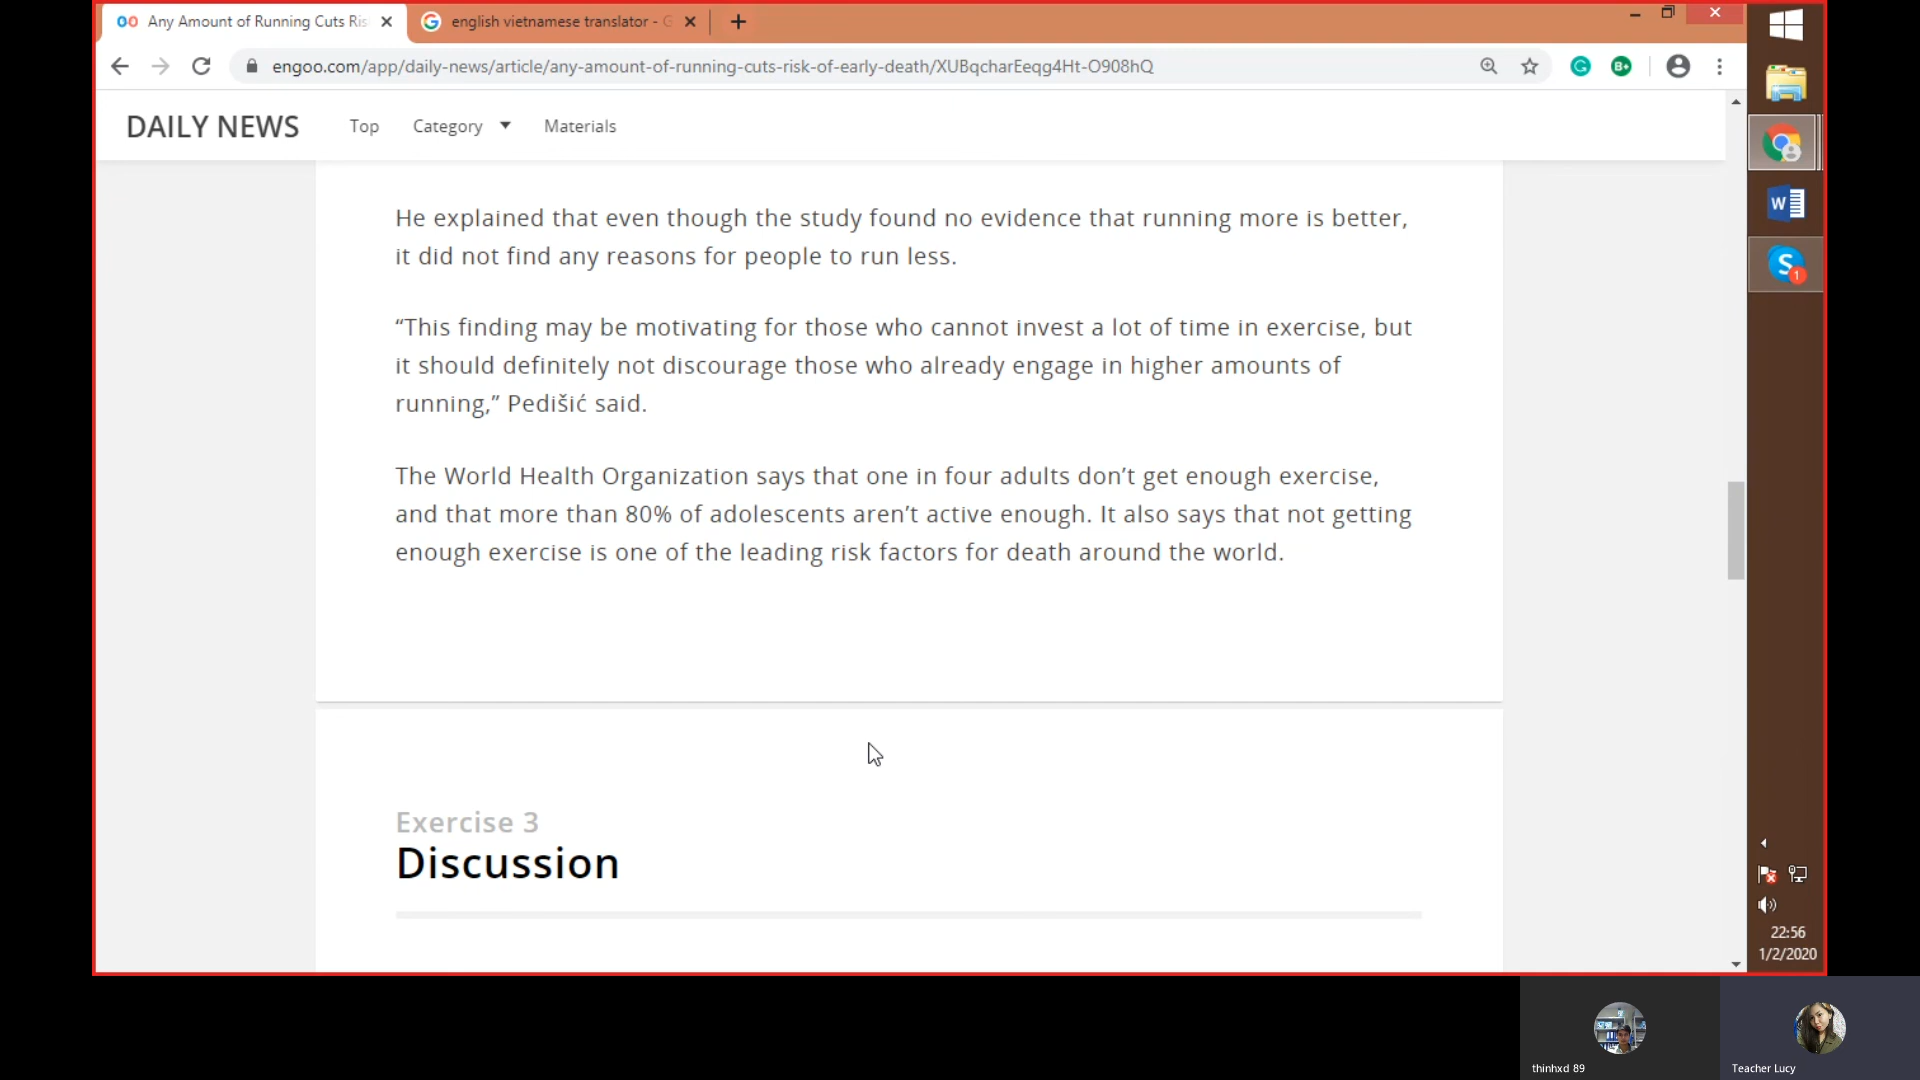 Any Amount of Running Cuts Ris
english vietnamese translator - G
engoo.com/app/daily-news/article/any-amount-of-running-cuts-risk-of-early-death/XUBqcharEeqg4Ht-O908hQ
DAILY NEWS
Top
Category
Materials
He explained that even though the study found no evidence that running more is better,
it did not find any reasons for people to run less.
“This finding may be motivating for those who cannot invest a lot of time in exercise, but
it should definitely not discourage those who already engage in higher amounts of
running,” Pedišić said.
The World Health Organization says that one in four adults don’t get enough exercise,
and that more than 80% of adolescents aren’t active enough. It also says that not getting
enough exercise is one of the leading risk factors for death around the world.
Exercise 3
Discussion
22:56
1/2/2020
thinhxd 89
Teacher Lucy